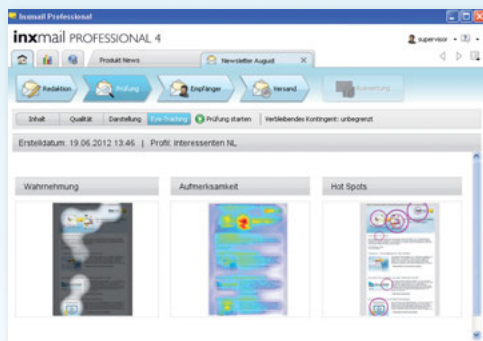 Inxmail Professional
inxmail PROFESSIONAL 4
supervisor
Produkt News
Newsletter August
Redaktion
Prüfung
Empfänger
Versand
Auswertung
Inhalt Qualität Darstellung Eye-Tracking Prüfung starten Verbleibendes Kontingent: unbegrenzt
Erstelldatum: 19.06.2012 13:46 | Profil: Interessenten NL
Wahrnehmung Aufmerksamkeit Hot Spots